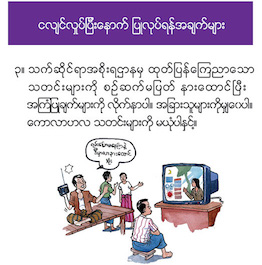 ငလျင်လှုပ်ပြီးနောက် ပြုလုပ်ရန်အချက်များ
၃။ သက်ဆိုင်ရာအစိုးရဌာနမှ ထုတ်ပြန်ကြေညာသော
သတင်းများကို စဉ်ဆက်မပြတ် နားထောင်ပြီး
အကြံပြုချက်များကို လိုက်နာပါ။ အခြားသူများကိုမျှဝေပါ။
ကောလာဟလ သတင်းများကို မယုံပါနှင့်။